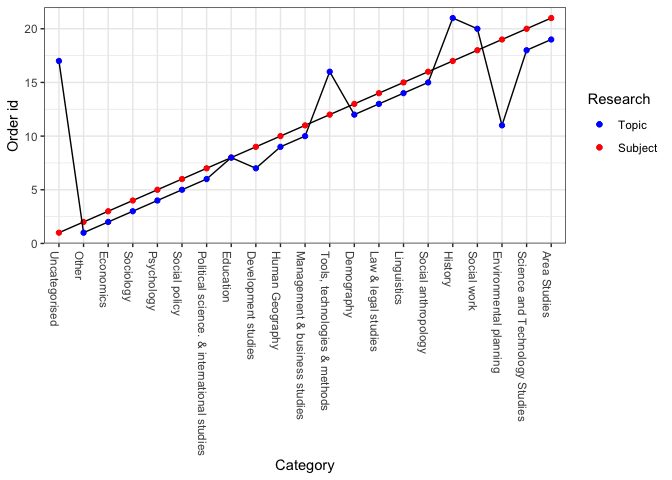 20
15
10
5
0
Order id
Uncategorised
Other
Economics
Sociology
Psychology
Social policy
Political science. & international studies
Education
Development studies
Human Geography
Management & business studies
Tools, technologies & methods
Demography
Law & legal studies
Linguistics
Social anthropology
History
Social work
Environmental planning
Science and Technology Studies
Area Studies
Category
Research
Topic
Subject